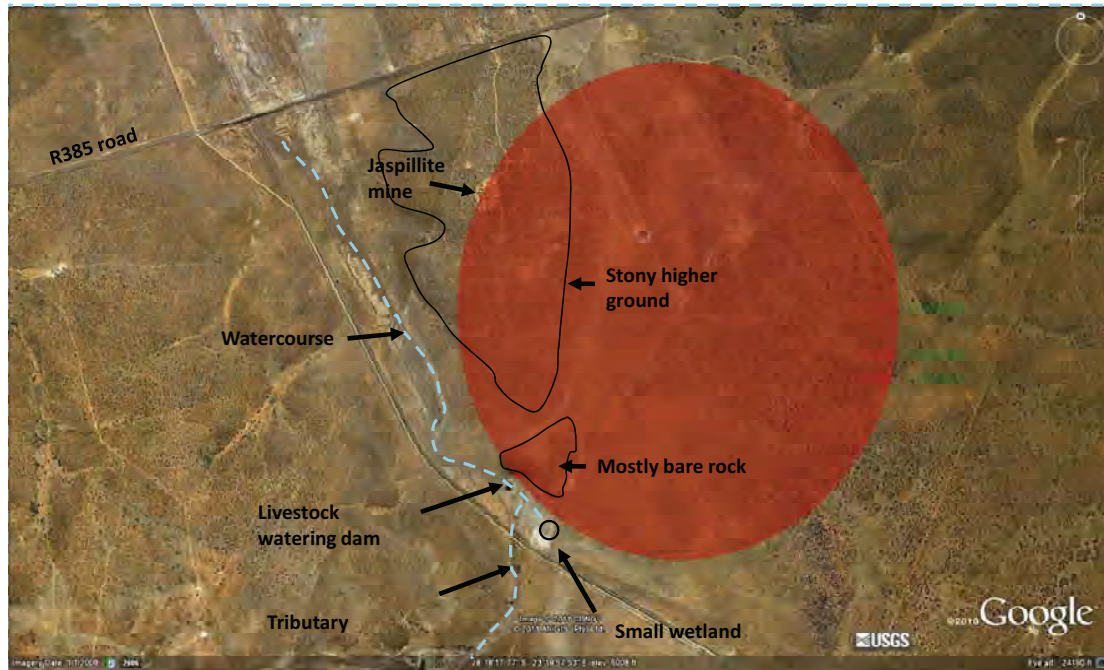 R385 road
Jaspillite
mine
Stony higher
ground
Watercourse
Mostly bare rock
Livestock
watering dam
Tributary
Small wetland
©2010 Google
USGS